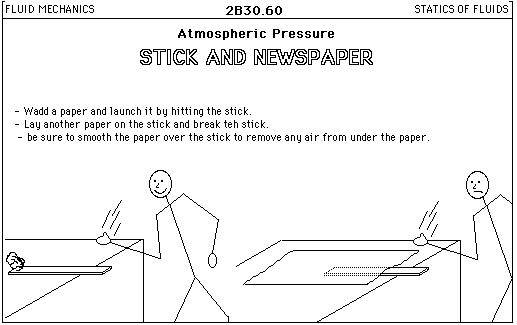 FLUID MECHANICS 2B30.60 STATICS OF FLUIDS
Atmospheric Pressure
STICK AND NEWSPAPER
- Wadd a paper and launch it by hitting the stick.
- Lay another paper on the stick and break teh stick.
- be sure to smooth the paper over the stick to remove any air from under the paper.